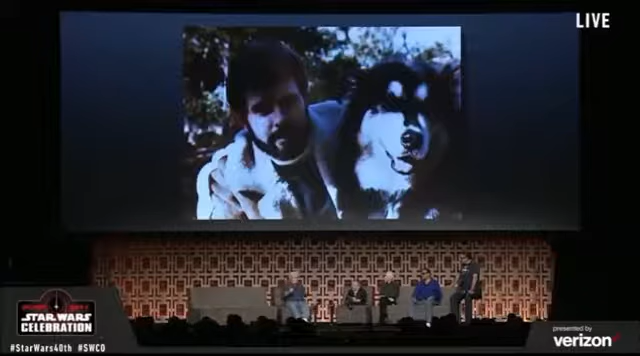 LIVE
STAR WARS
CELEBRATION
#StarWars40th #SWCO
presented by
verizon